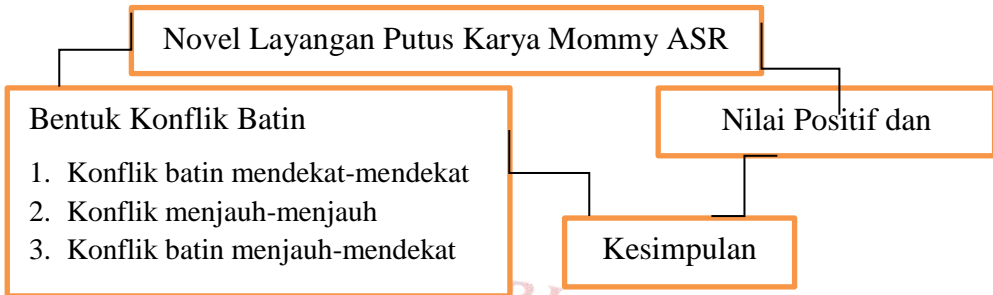 Novel Layangan Putus Karya Mommy ASR
Bentuk Konflik Batin
1. Konflik batin mendekat-mendekat
2. Konflik menjauh-menjauh
3. Konflik batin menjauh-mendekat
Nilai Positif dan
Kesimpulan